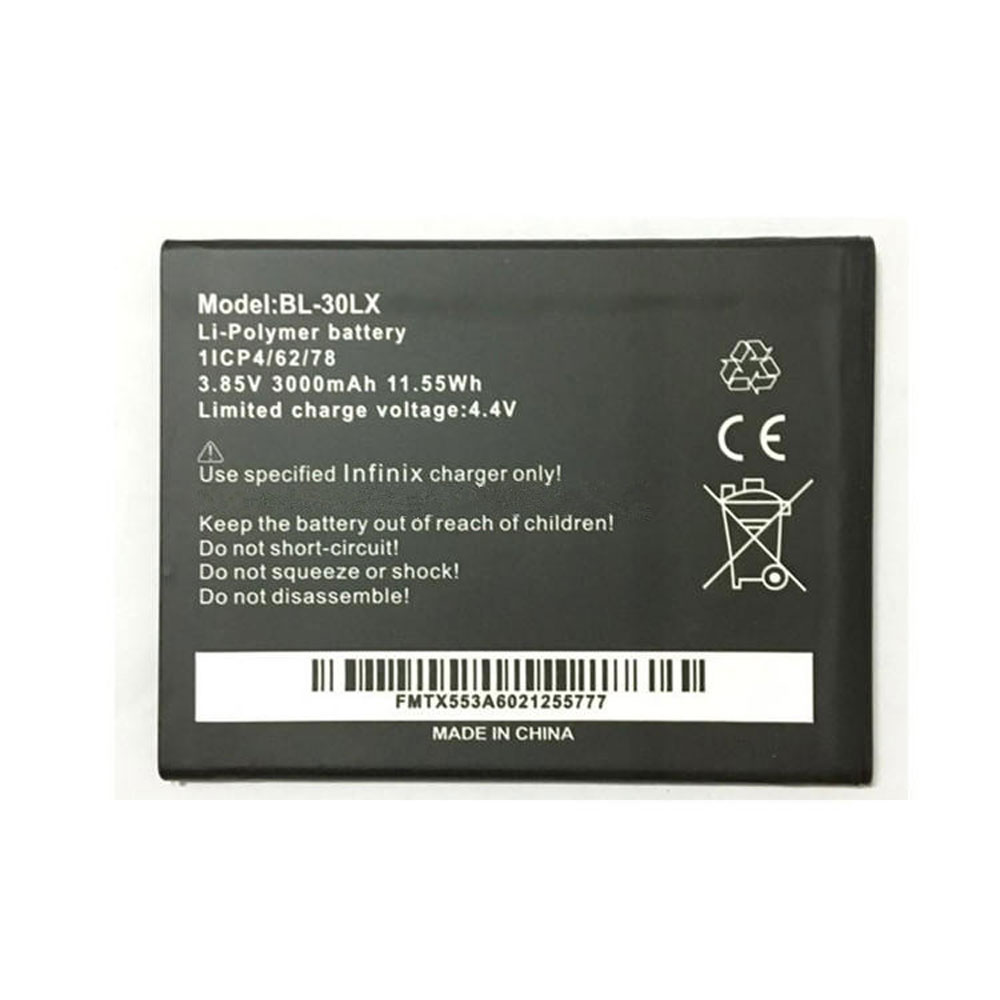 Model:BL-30LX
Li-Polymer battery
1ICP4/62/78
3.85V 3000mAh 11.55Wh
Limited charge voltage:4.4V
Use specified Infinix charger only!
Keep the battery out of reach of children!
Do not short-circuit!
Do not squeeze or shock!
Do not disassemble!
FMTX553A6021255777
MADE IN CHINA
CE